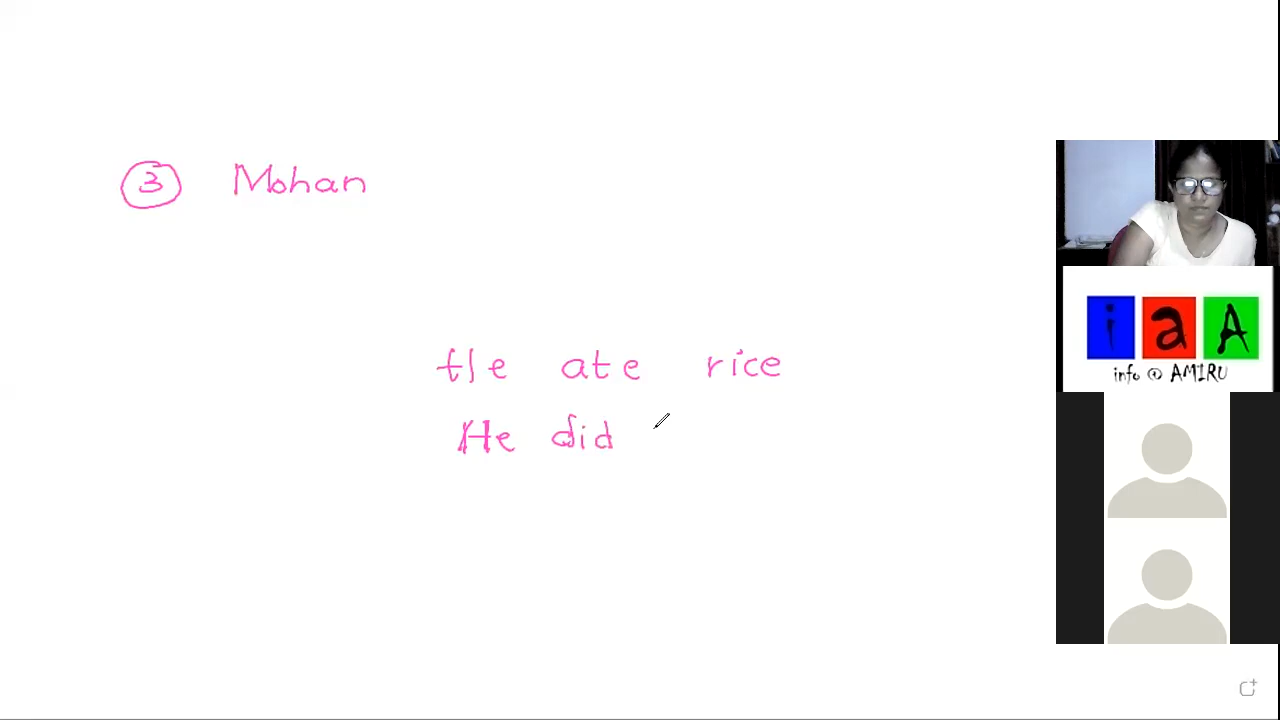 3 Mohan
He ate rice
He did
i a A
info @ AMIRU